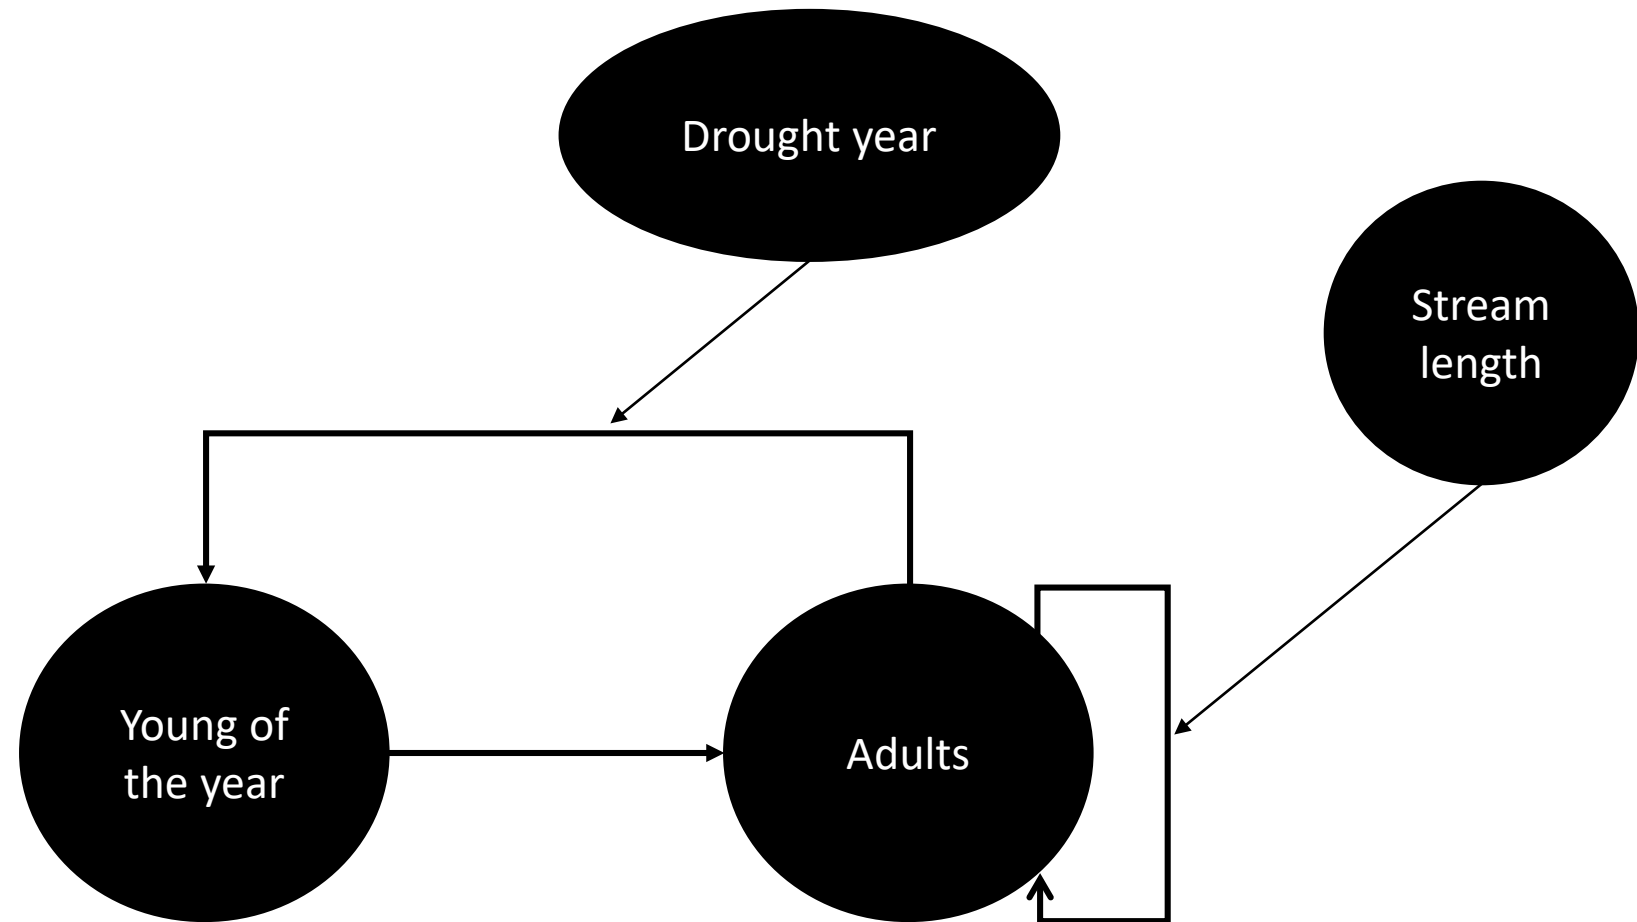 Drought year
Stream
length
Young of
the year
Adults